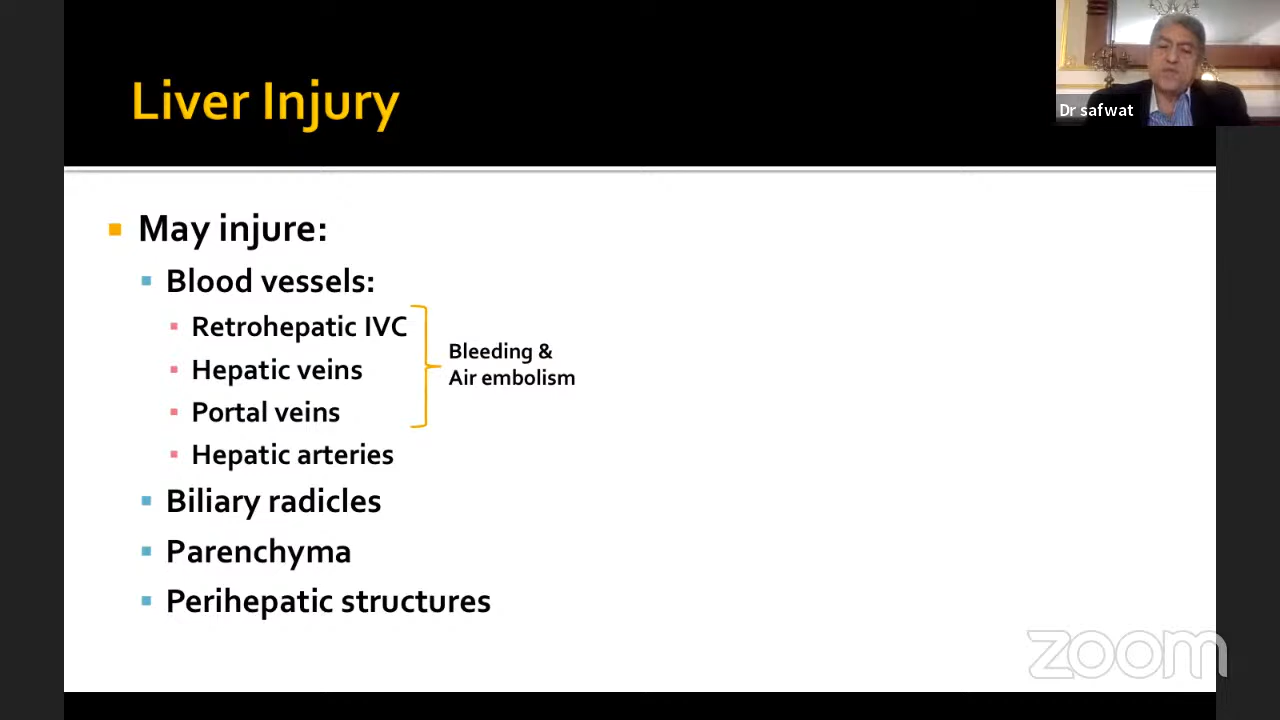 Liver Injury
Dr safwat
May injure:
Blood vessels:
Retrohepatic IVC
Hepatic veins
Portal veins
Hepatic arteries
Bleeding &
Air embolism
Biliary radicles
Parenchyma
Perihepatic structures
zoom